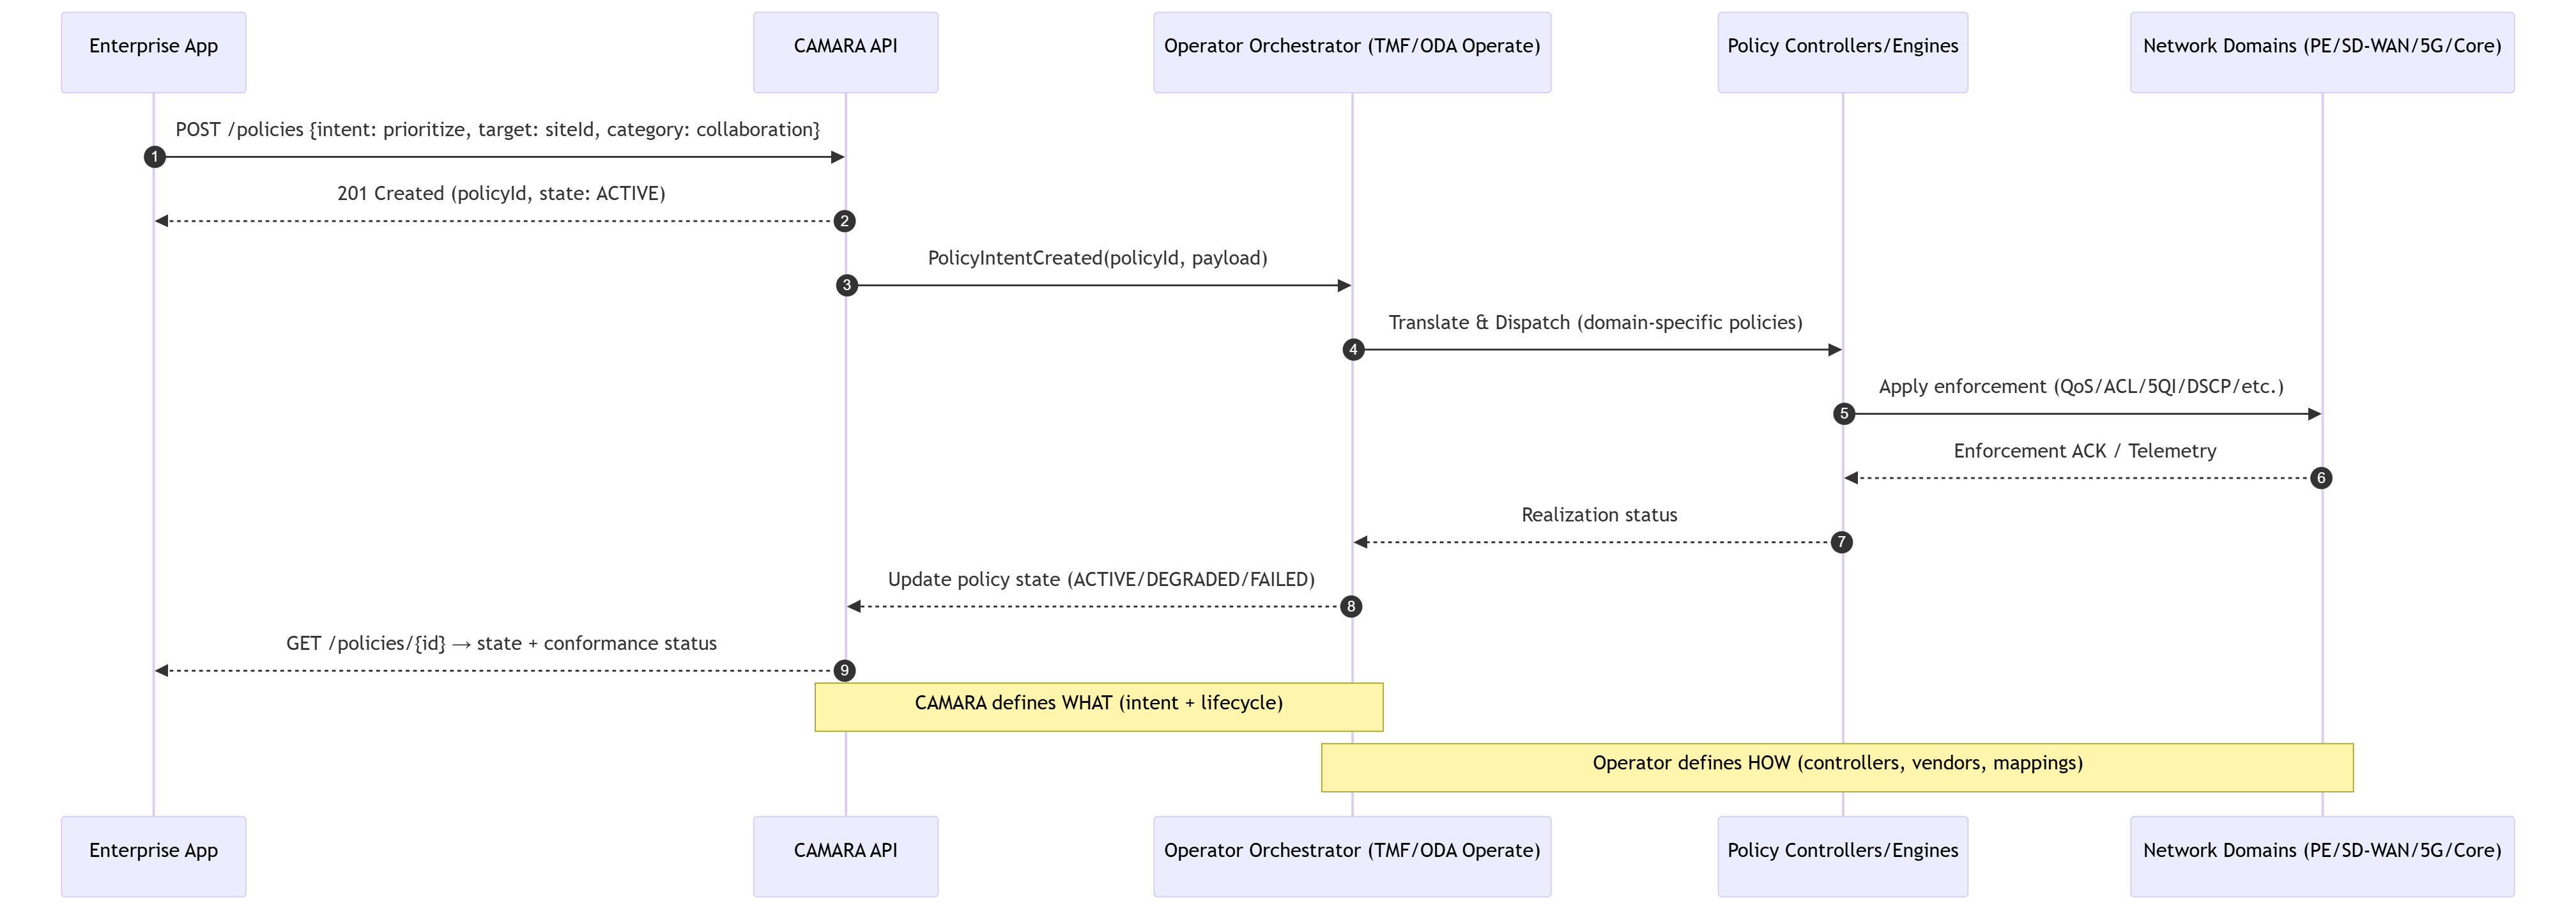 Enterprise App
CAMARA API
Operator Orchestrator (TMF/ODA Operate)
Policy Controllers/Engines
Network Domains (PE/SD-WAN/5G/Core)
POST /policies {intent: prioritize, target: siteId, category: collaboration}
1
201 Created (policyId, state: ACTIVE)
2
PolicyIntentCreated(policyId, payload)
3
Translate & Dispatch (domain-specific policies)
4
Apply enforcement (QoS/ACL/5QI/DSCP/etc.)
5
Enforcement ACK / Telemetry
6
Realization status
7
Update policy state (ACTIVE/DEGRADED/FAILED)
8
GET /policies/{id} → state + conformance status
9
CAMARA defines WHAT (intent + lifecycle)
Operator defines HOW (controllers, vendors, mappings)
Enterprise App
CAMARA API
Operator Orchestrator (TMF/ODA Operate)
Policy Controllers/Engines
Network Domains (PE/SD-WAN/5G/Core)